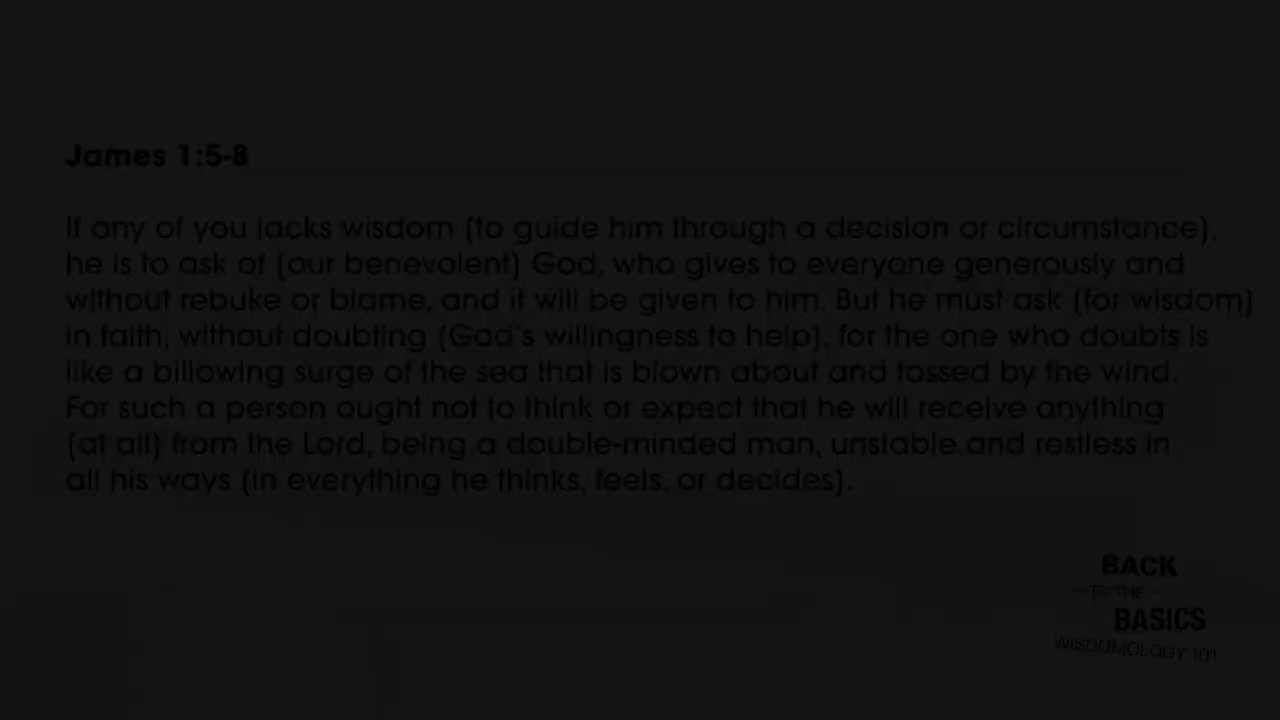 James 1:5-8
If any of you lacks wisdom (to guide him through a decision or circumstance),
he is to ask of (our benevolent) God, who gives to everyone generously and
without rebuke or blame, and it will be given to him. But he must ask (for wisdom)
in faith, without doubting (God's willingness to help), for the one who doubts is
like a billowing surge of the sea that is blown about and tossed by the wind.
For such a person ought not to think or expect that he will receive anything
(at all) from the Lord, being a double-minded man, unstable and restless in
all his ways (in everything he thinks, feels, or decides).
BACK
TO THE
BASICS
WISDOMOLOGY 101